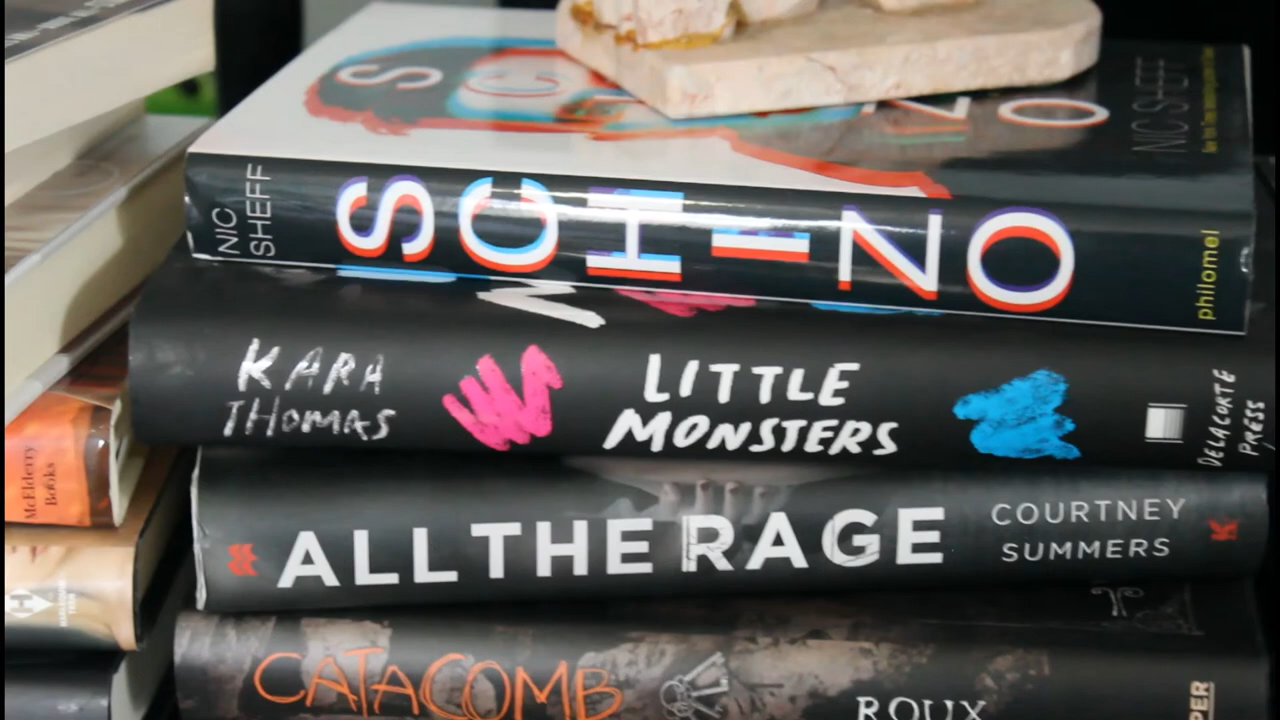 S C H I Z O
NIC SHEFF
NIC
SHEFF
SCHIZO
philomel
KARA
THOMAS
LITTLE
MONSTERS
DELACORTE
PRESS
ALL THE RAGE
COURTNEY
SUMMERS
CATACOMB
ROUX
McElderry
Books